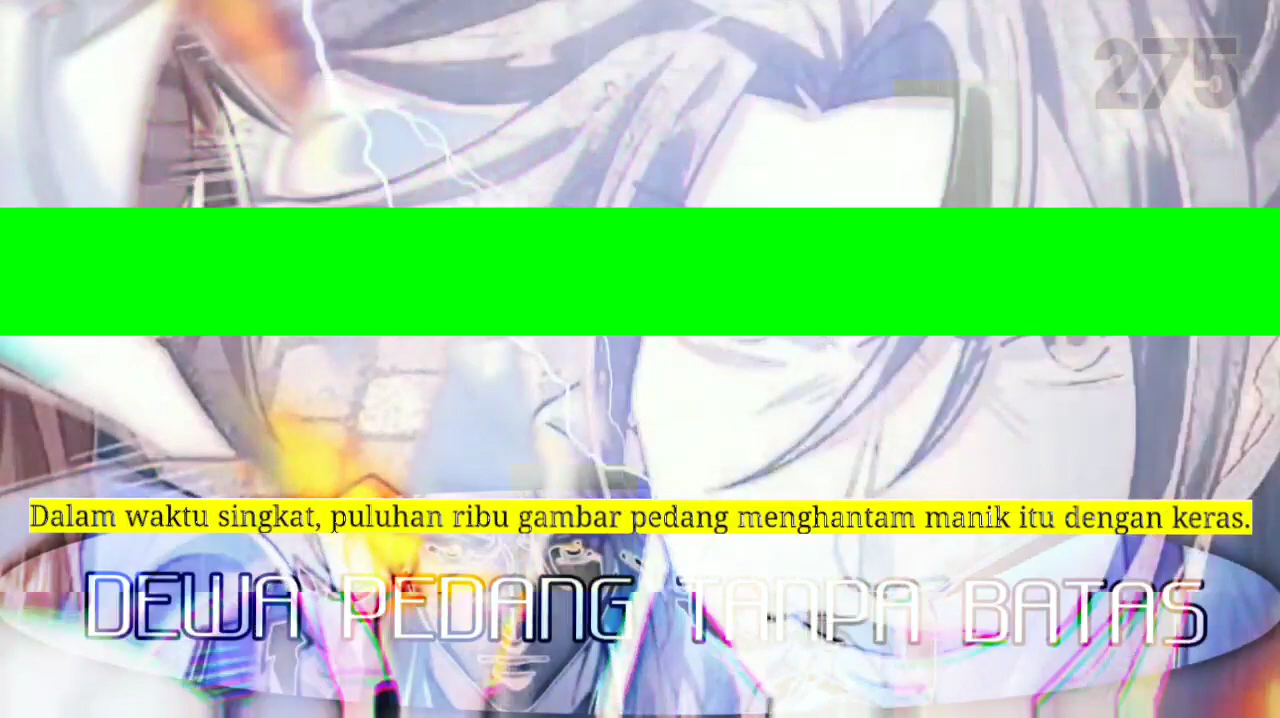 275
Dalam waktu singkat, puluhan ribu gambar pedang menghantam manik itu dengan keras.
DEWA PEDANG TANPA BATAS